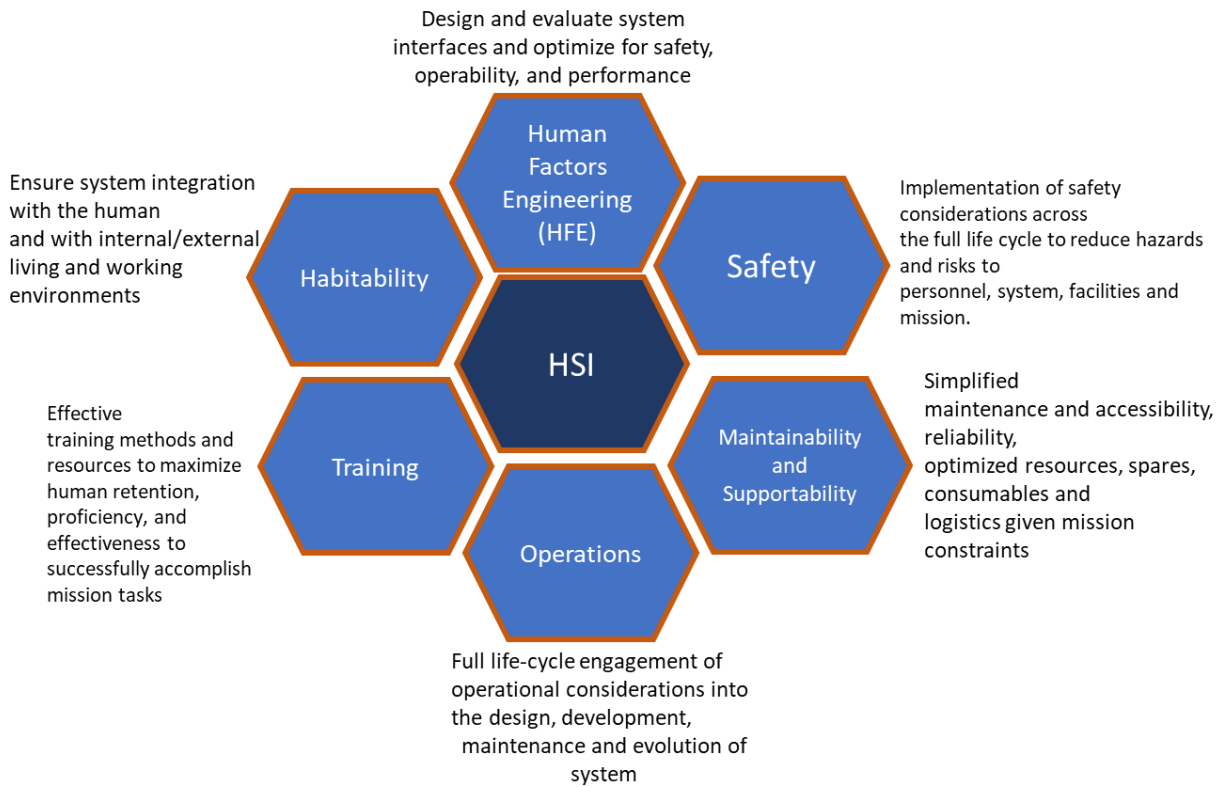 Design and evaluate system
interfaces and optimize for safety,
operability, and performance
Human
Factors
Engineering
(HFE)
Ensure system integration
with the human
and with internal/external
living and working
environments
Habitability
Safety
Implementation of safety
considerations across
the full life cycle to reduce hazards
and risks to
personnel, system, facilities and
mission.
HSI
Effective
training methods and
resources to maximize
human retention,
proficiency, and
effectiveness to
successfully accomplish
mission tasks
Training
Maintainability
and
Supportability
Simplified
maintenance and accessibility,
reliability,
optimized resources, spares,
consumables and
logistics given mission
constraints
Operations
Full life-cycle engagement of
operational considerations into
the design, development,
maintenance and evolution of
system